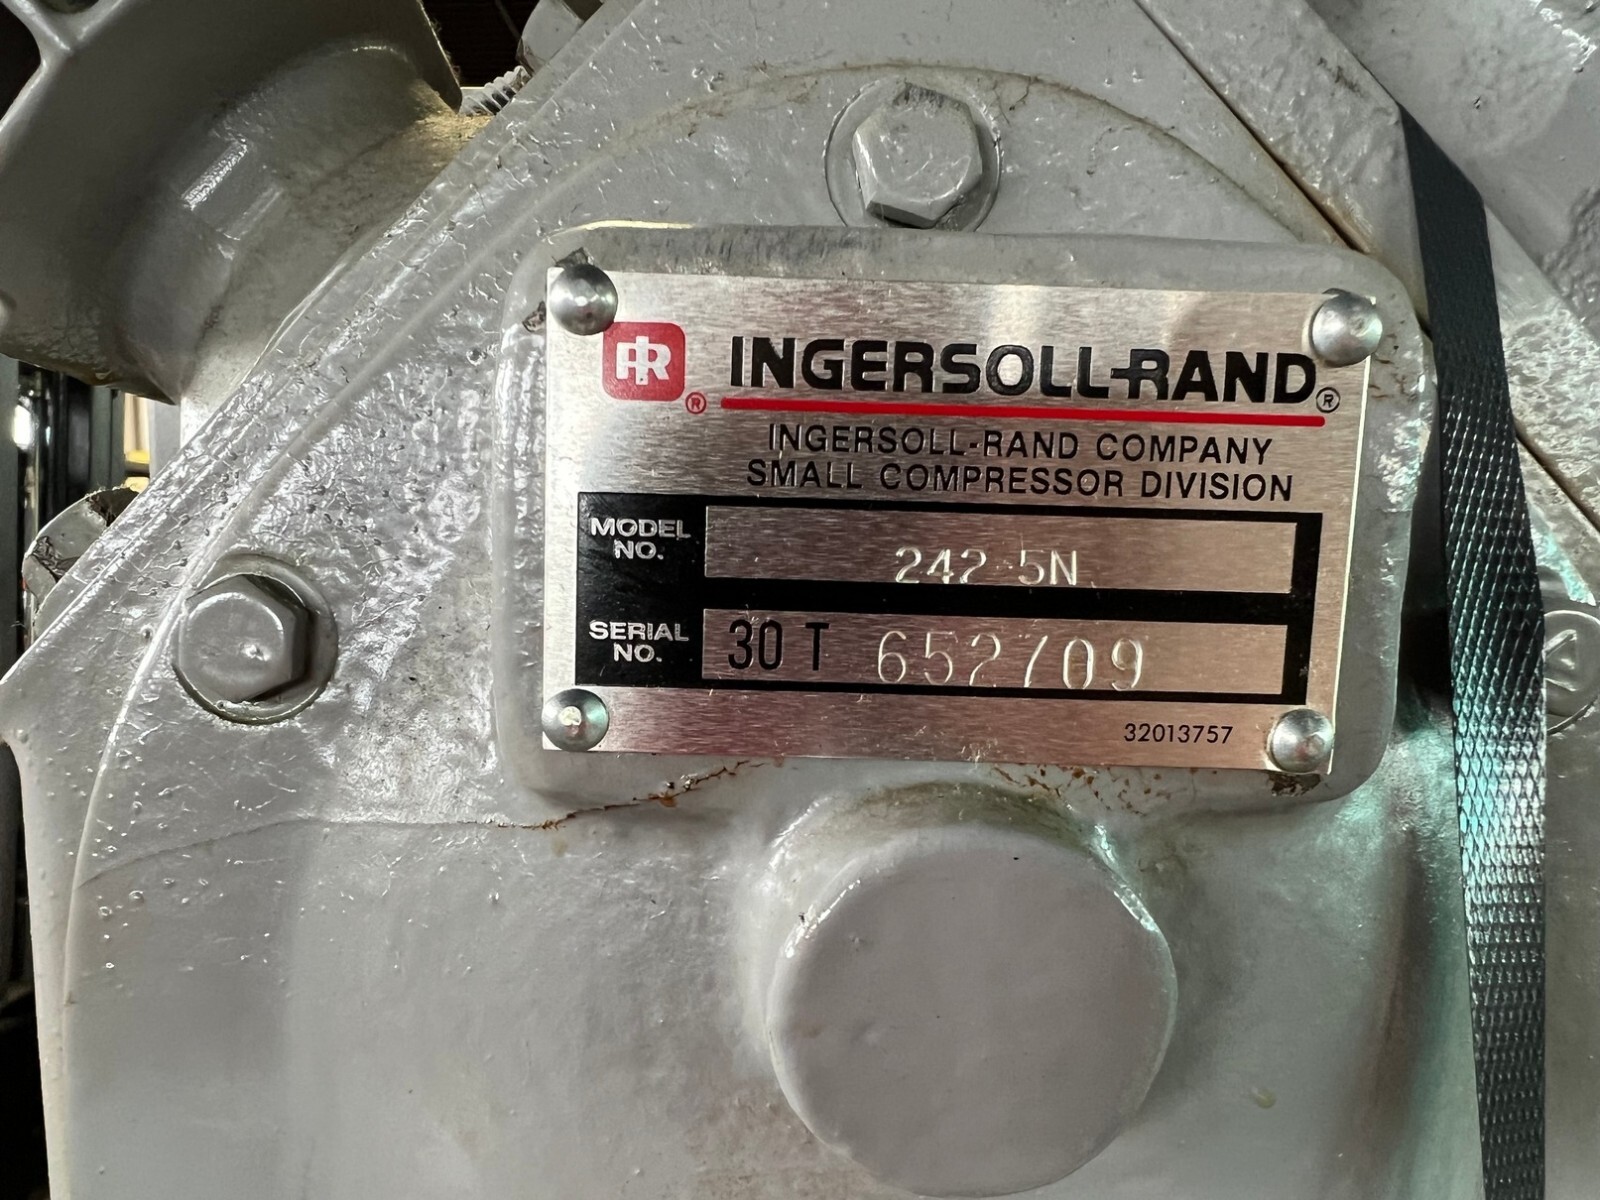 IR ® INGERSOLL-RAND®
INGERSOLL-RAND COMPANY
SMALL COMPRESSOR DIVISION
MODEL NO. 242-5N
SERIAL NO. 30 T 652709
32013757